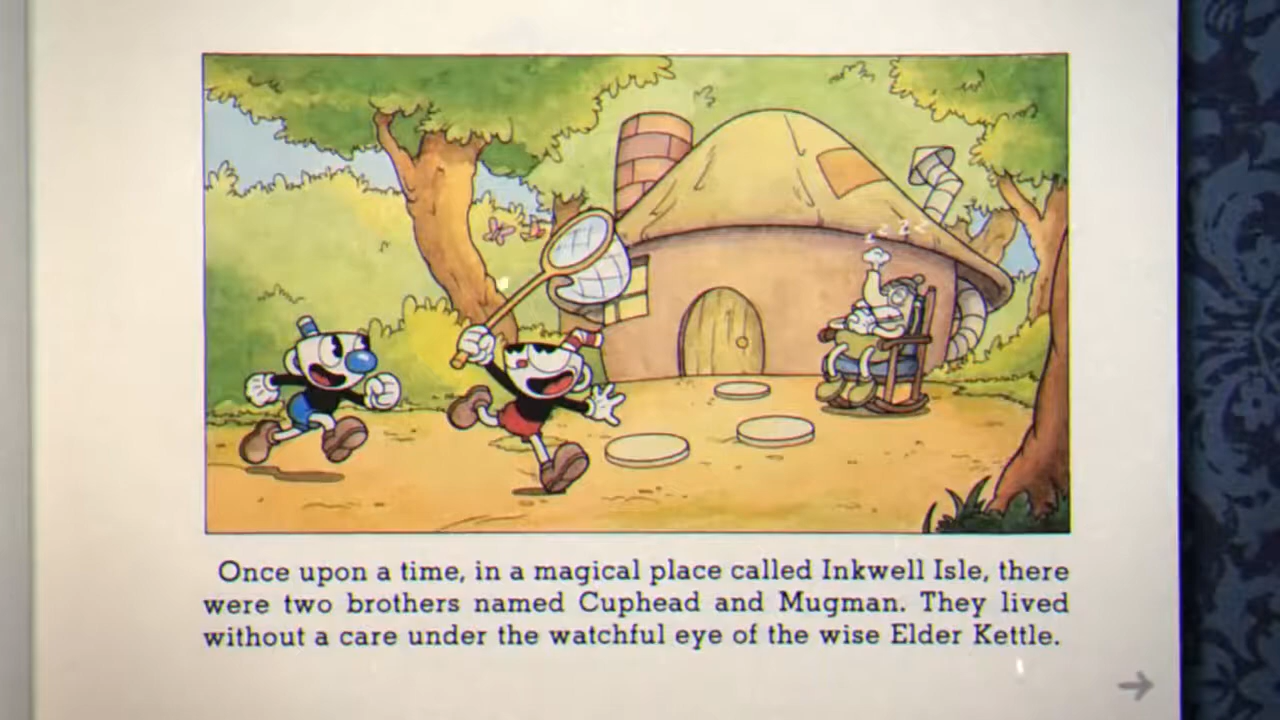 z z z z
Once upon a time, in a magical place called Inkwell Isle, there
were two brothers named Cuphead and Mugman. They lived
without a care under the watchful eye of the wise Elder Kettle.